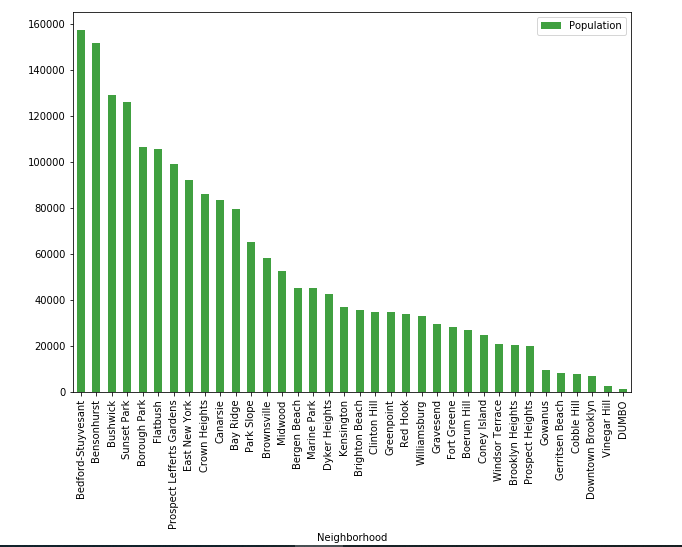 160000
140000
120000
100000
80000
60000
40000
20000
0
Population
Bedford-Stuyvesant
Bensonhurst
Bushwick
Sunset Park
Borough Park
Flatbush
Prospect Lefferts Gardens
East New York
Crown Heights
Canarsie
Bay Ridge
Park Slope
Brownsville
Midwood
Bergen Beach
Marine Park
Dyker Heights
Kensington
Brighton Beach
Clinton Hill
Greenpoint
Red Hook
Williamsburg
Gravesend
Fort Greene
Boerum Hill
Coney Island
Windsor Terrace
Brooklyn Heights
Prospect Heights
Gowanus
Gerritsen Beach
Cobble Hill
Downtown Brooklyn
Vinegar Hill
DUMBO
Neighborhood